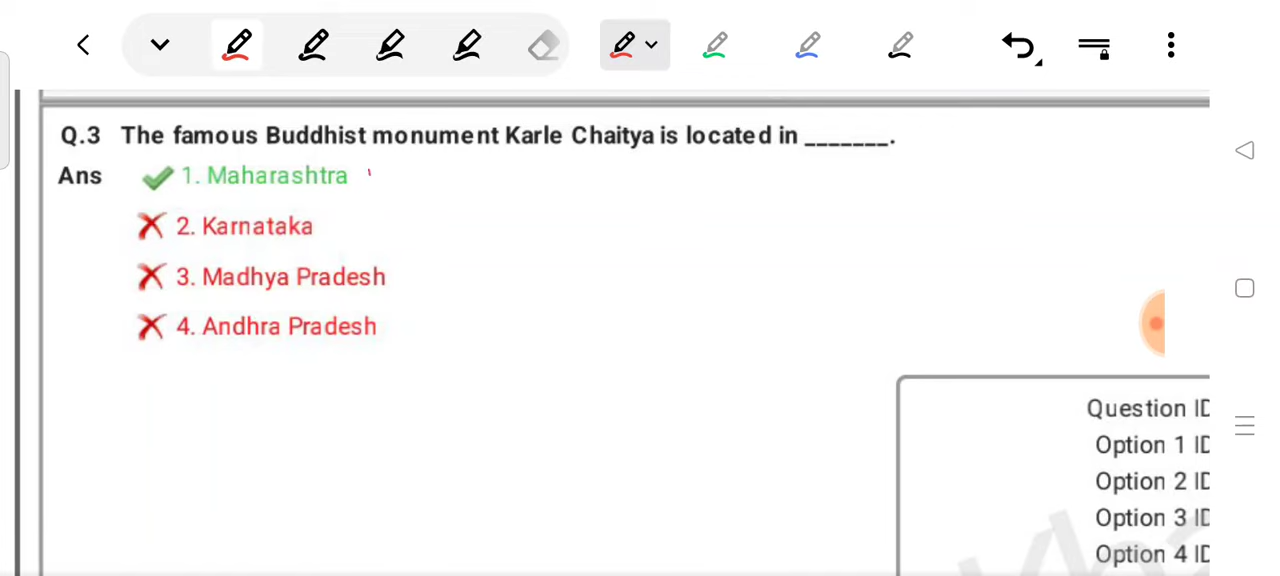 Q.3 The famous Buddhist monument Karle Chaitya is located in _______.
Ans 1. Maharashtra
2. Karnataka
3. Madhya Pradesh
4. Andhra Pradesh
Question ID
Option 1 ID
Option 2 ID
Option 3 ID
Option 4 ID